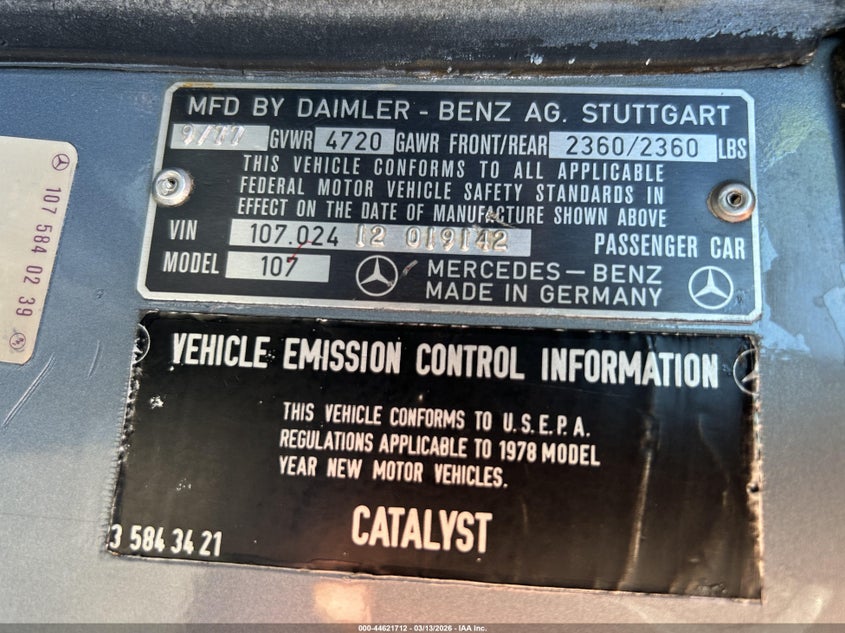 MFD BY DAIMLER - BENZ AG. STUTTGART
9/77 GVWR 4720 GAWR FRONT/REAR 2360/2360 LBS
THIS VEHICLE CONFORMS TO ALL APPLICABLE
FEDERAL MOTOR VEHICLE SAFETY STANDARDS IN
EFFECT ON THE DATE OF MANUFACTURE SHOWN ABOVE
VIN 107.024 12 019142 PASSENGER CAR
MODEL 107 MERCEDES-BENZ
MADE IN GERMANY
107 584 02 39
VEHICLE EMISSION CONTROL INFORMATION
THIS VEHICLE CONFORMS TO U.S.E.P.A.
REGULATIONS APPLICABLE TO 1978 MODEL
YEAR NEW MOTOR VEHICLES.
CATALYST
3 584 34 21
000-44621712 - 03/13/2026 - IAA Inc.